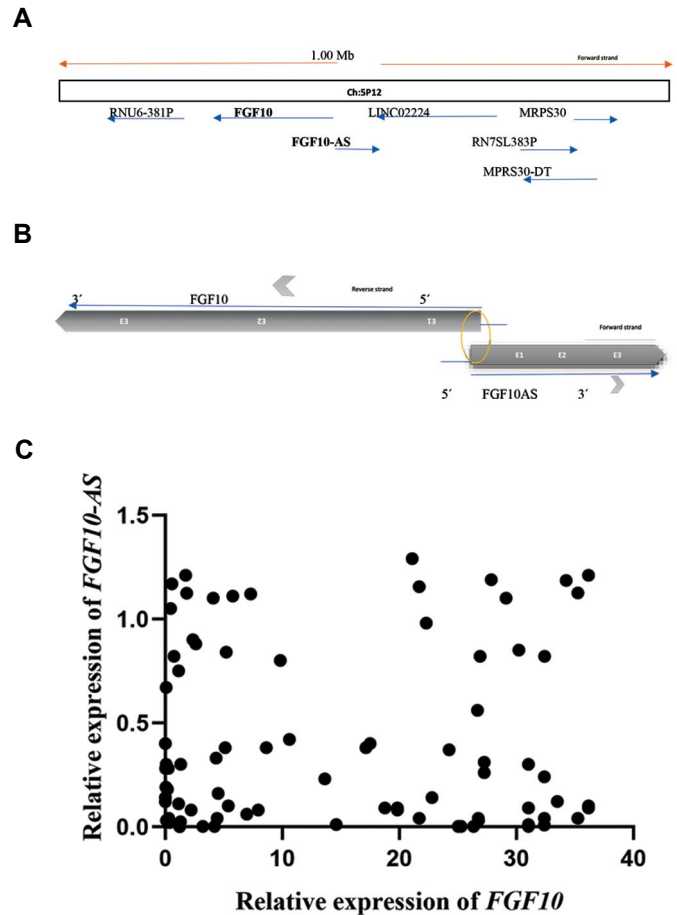 A
1.00 Mb
Forward strand
Ch:5P12
RNU6-381P FGF10 LINC02224 MRPS30
FGF10-AS RN7SL383P
MPRS30-DT
B
Reverse strand
3´ FGF10 5´
E3 E2 E1
Forward strand
E1 E2 E3
5´ FGF10AS 3´
C
Relative expression of FGF10-AS
1.5
1.0
0.5
0.0
0 10 20 30 40
Relative expression of FGF10